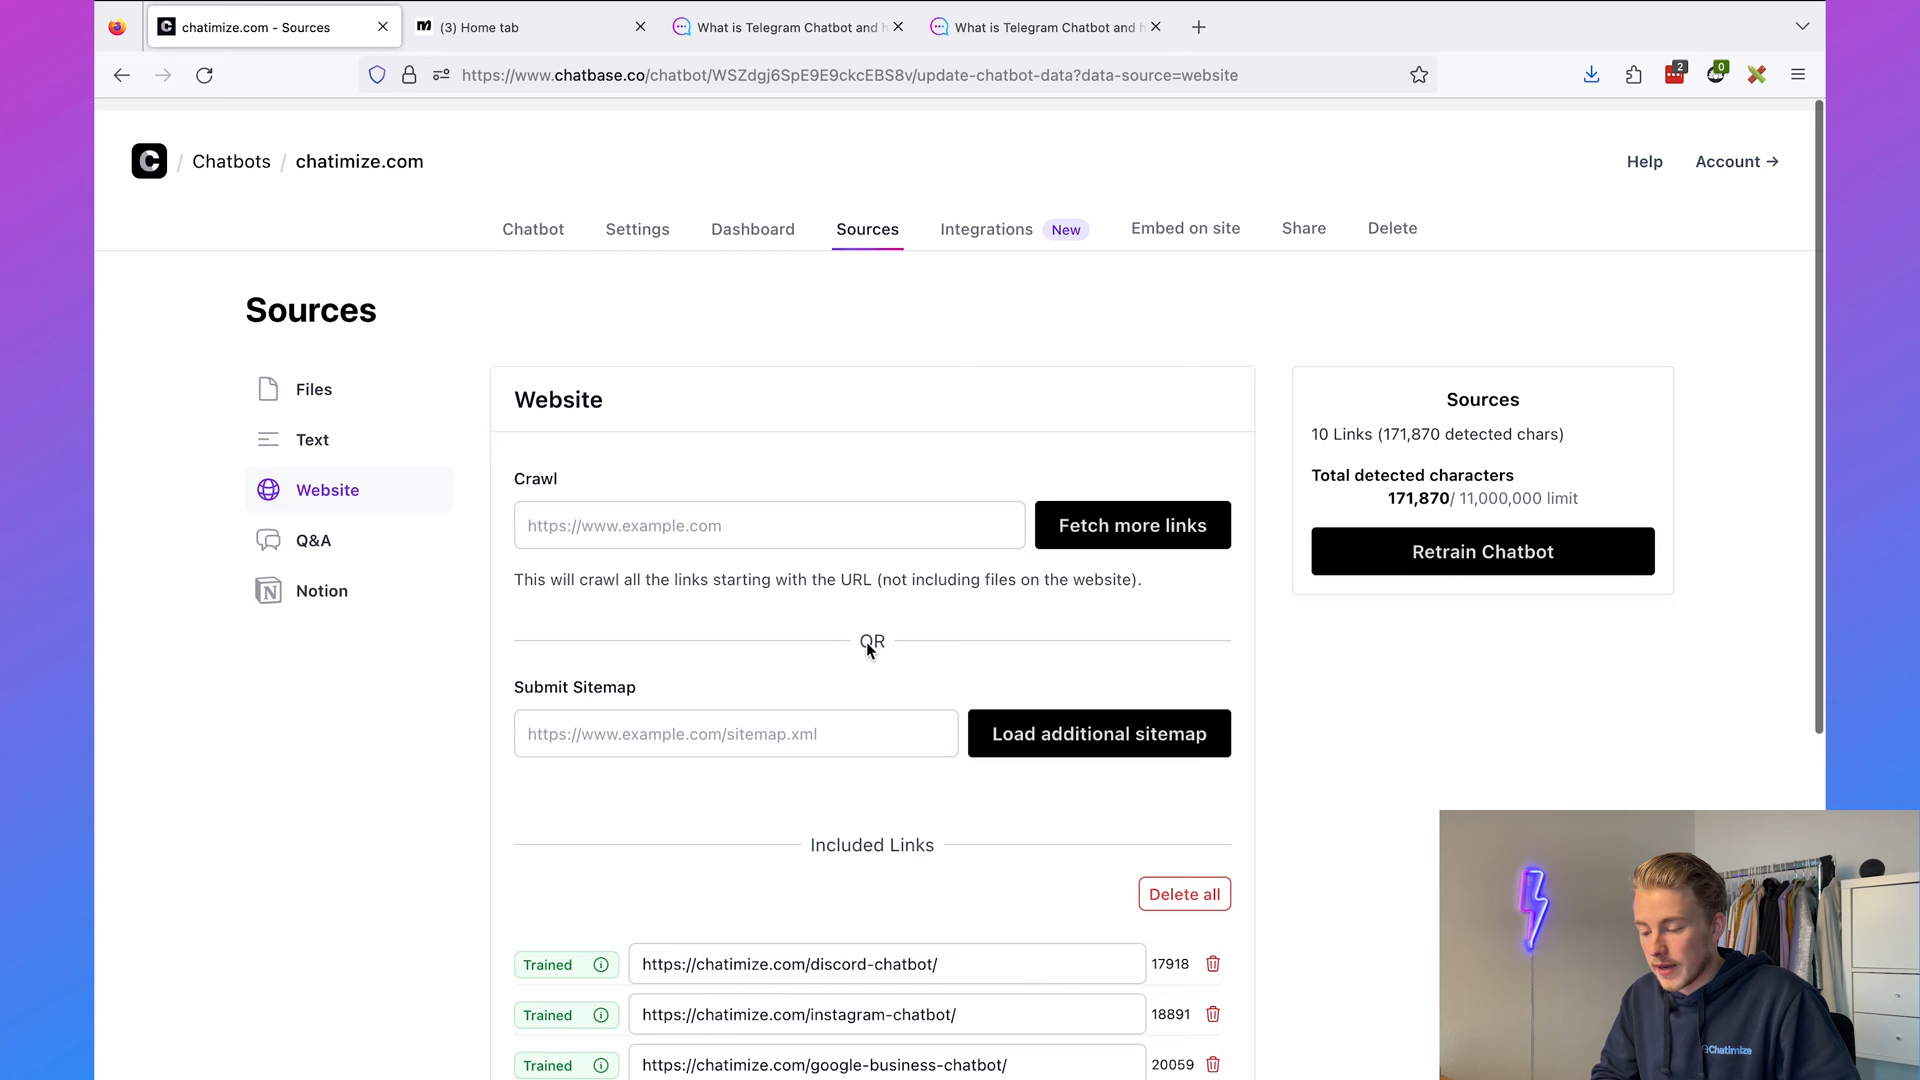 chatimize.com - Sources
(3) Home tab
What is Telegram Chatbot and h
What is Telegram Chatbot and h
https://www.chatbase.co/chatbot/WSZdgj6SpE9E9ckcEBS8v/update-chatbot-data?data-source=website
2
0
C / Chatbots / chatimize.com
Help
Account →
Chatbot
Settings
Dashboard
Sources
Integrations New
Embed on site
Share
Delete
Sources
Files
Text
Website
Q&A
Notion
Website
Crawl
https://www.example.com
Fetch more links
This will crawl all the links starting with the URL (not including files on the website).
OR
Submit Sitemap
https://www.example.com/sitemap.xml
Load additional sitemap
Included Links
Delete all
Trained https://chatimize.com/discord-chatbot/ 17918
Trained https://chatimize.com/instagram-chatbot/ 18891
Trained https://chatimize.com/google-business-chatbot/ 20059
Sources
10 Links (171,870 detected chars)
Total detected characters
171,870/ 11,000,000 limit
Retrain Chatbot
Chatimize